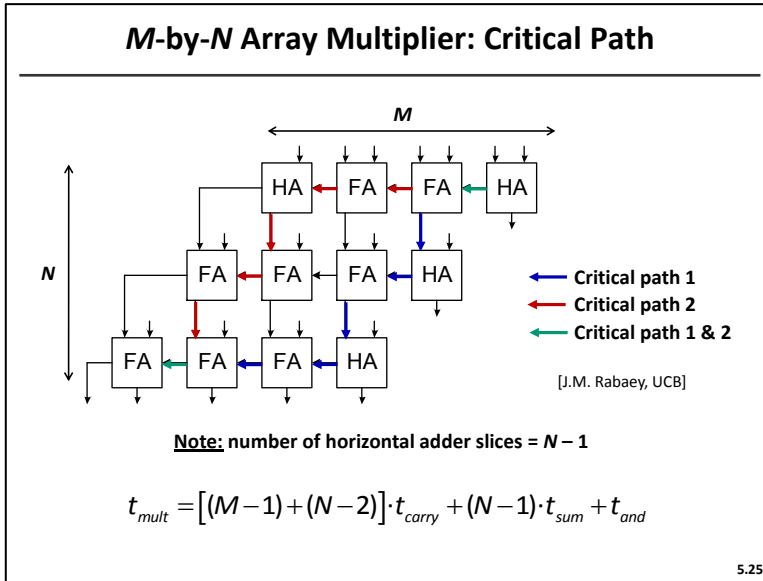 M-by-N Array Multiplier: Critical Path
M
HA FA FA HA
N
FA FA FA HA
Critical path 1
Critical path 2
Critical path 1 & 2
FA FA FA HA
[J.M. Rabaey, UCB]
Note: number of horizontal adder slices = N – 1
t_mult = [(M − 1) + (N − 2)] · t_carry + (N − 1) · t_sum + t_and
5.25